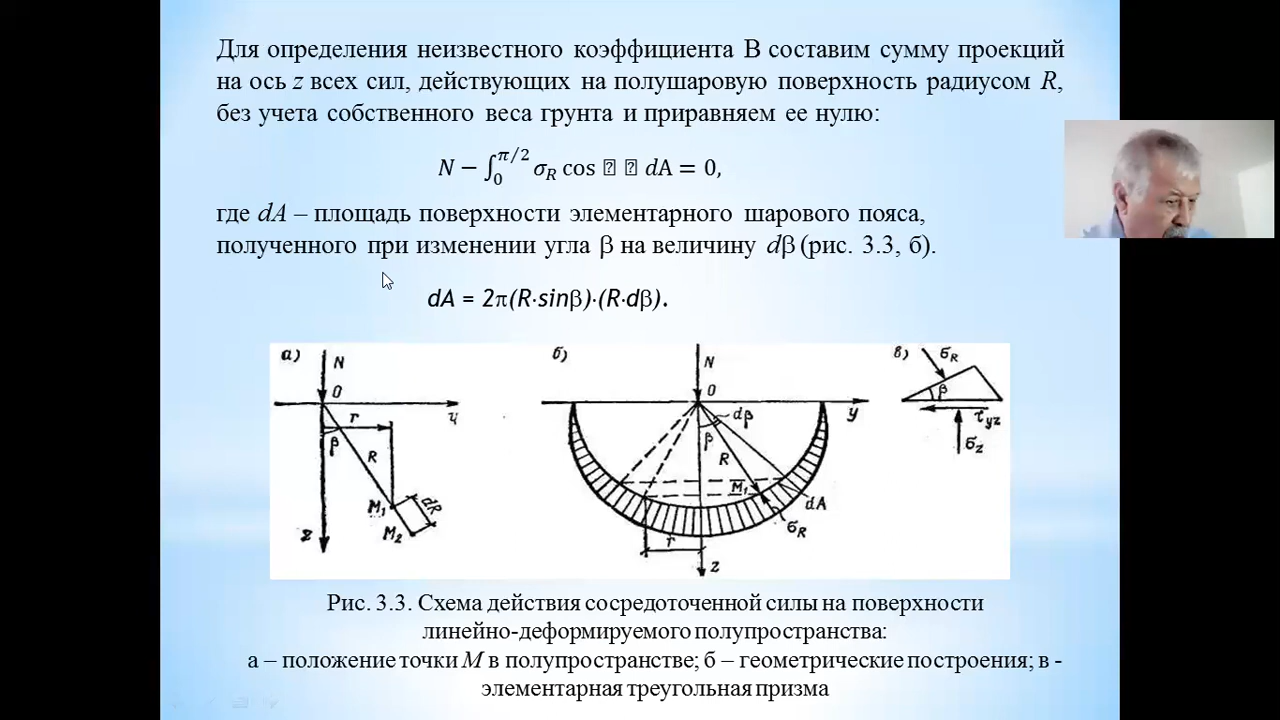 Для определения неизвестного коэффициента В составим сумму проекций
на ось z всех сил, действующих на полушаровую поверхность радиусом R,
без учета собственного веса грунта и приравняем ее нулю:
N − ∫₀^{π/2} σ_R cos ⍰ ⍰ dA = 0,
где dA – площадь поверхности элементарного шарового пояса,
полученного при изменении угла β на величину dβ (рис. 3.3, б).
dA = 2π(R·sinβ)·(R·dβ).
а) N O r y β R M₁ dR M₂ z
б) N O y dβ β R M₁ dA σ_R r z
в) σ_R β τ_yz σ_z
Рис. 3.3. Схема действия сосредоточенной силы на поверхности
линейно-деформируемого полупространства:
а – положение точки М в полупространстве; б – геометрические построения; в -
элементарная треугольная призма